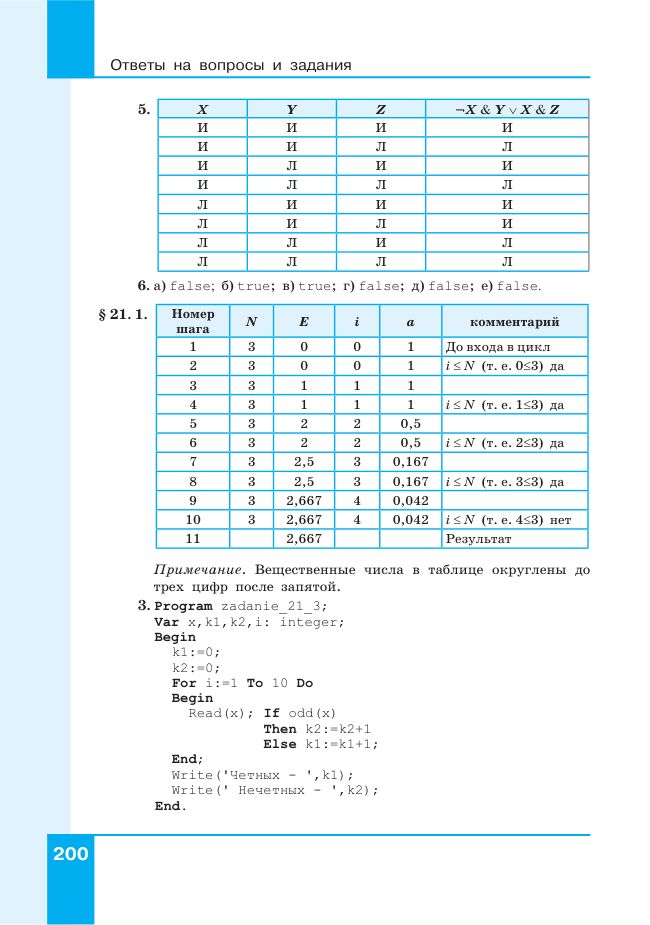 Ответы на вопросы и задания
5. X Y Z ¬X & Y ∨ X & Z
И И И И
И И Л Л
И Л И И
И Л Л Л
Л И И И
Л И Л И
Л Л И Л
Л Л Л Л
6. а) false; б) true; в) true; г) false; д) false; е) false.
§ 21. 1. Номер шага N E i a комментарий
1 3 0 0 1 До входа в цикл
2 3 0 0 1 i ≤ N (т. е. 0≤3) да
3 3 1 1 1
4 3 1 1 1 i ≤ N (т. е. 1≤3) да
5 3 2 2 0,5
6 3 2 2 0,5 i ≤ N (т. е. 2≤3) да
7 3 2,5 3 0,167
8 3 2,5 3 0,167 i ≤ N (т. е. 3≤3) да
9 3 2,667 4 0,042
10 3 2,667 4 0,042 i ≤ N (т. е. 4≤3) нет
11 2,667 Результат
Примечание. Вещественные числа в таблице округлены до
трех цифр после запятой.
3. Program zadanie_21_3;
Var x,k1,k2,i: integer;
Begin
k1:=0;
k2:=0;
For i:=1 To 10 Do
Begin
Read(x); If odd(x)
Then k2:=k2+1
Else k1:=k1+1;
End;
Write('Четных - ',k1);
Write(' Нечетных - ',k2);
End.
200